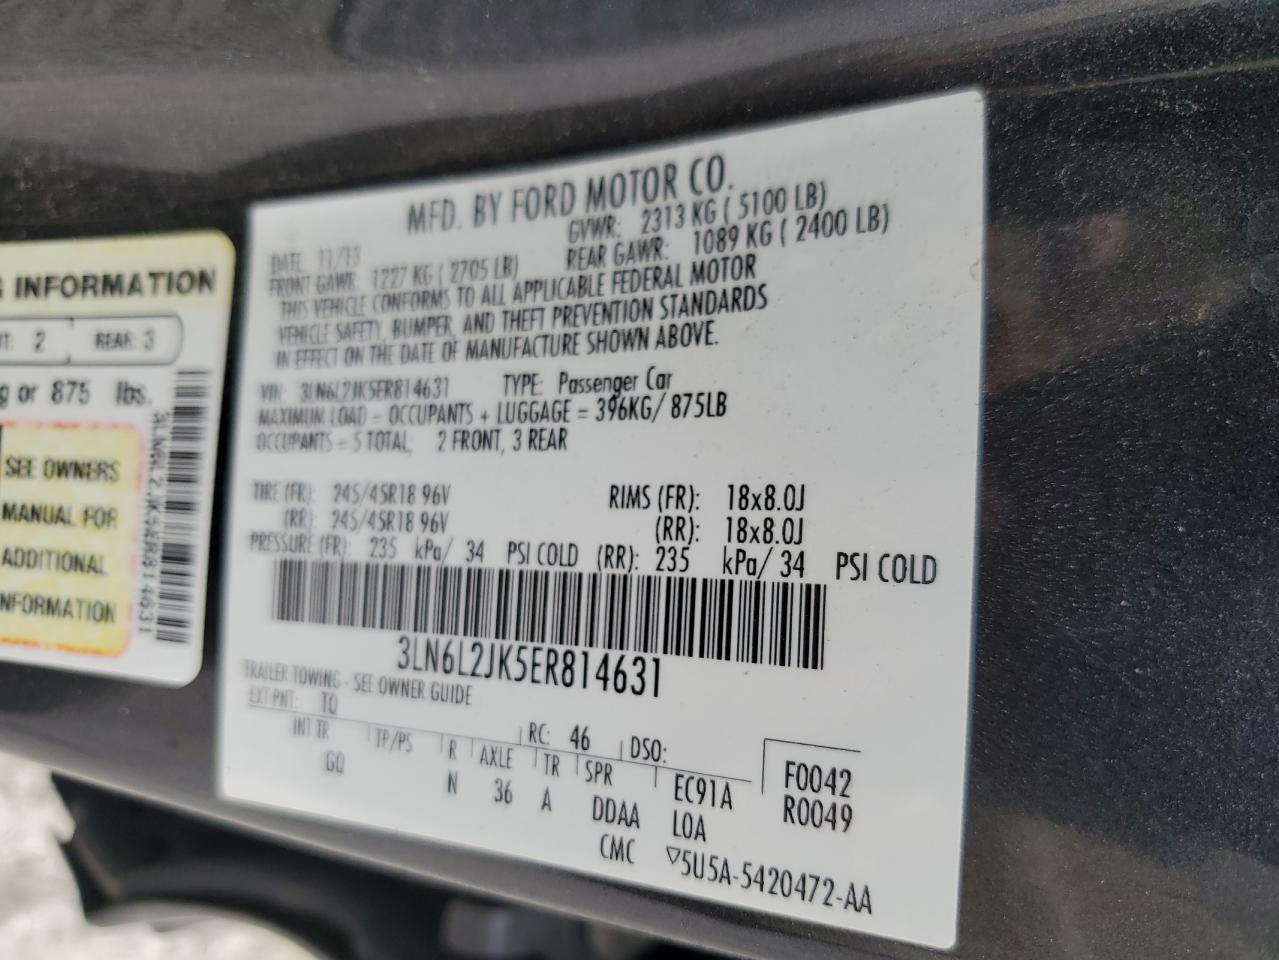 MFD. BY FORD MOTOR CO.
DATE: 11/13 GVWR: 2313 KG ( 5100 LB)
FRONT GAWR: 1227 KG ( 2705 LB) REAR GAWR: 1089 KG ( 2400 LB)
THIS VEHICLE CONFORMS TO ALL APPLICABLE FEDERAL MOTOR
VEHICLE SAFETY, BUMPER, AND THEFT PREVENTION STANDARDS
IN EFFECT ON THE DATE OF MANUFACTURE SHOWN ABOVE.
VIN: 3LN6L2JK5ER814631 TYPE: Passenger Car
MAXIMUM LOAD = OCCUPANTS + LUGGAGE = 396KG/ 875LB
OCCUPANTS = 5 TOTAL; 2 FRONT, 3 REAR
TIRE (FR): 245/45R18 96V RIMS (FR): 18x8.0J
(RR): 245/45R18 96V (RR): 18x8.0J
PRESSURE (FR): 235 kPa/ 34 PSI COLD (RR): 235 kPa/ 34 PSI COLD
3LN6L2JK5ER814631
TRAILER TOWING - SEE OWNER GUIDE
EXT PNT: TQ RC: 46 DSO:
INT TR TP/PS R AXLE TR SPR EC91A F0042
GQ N 36 A DDAA LOA R0049
CMC ▽5U5A-5420472-AA
INFORMATION
2 REAR: 3
or 875 lbs.
SEE OWNERS
MANUAL FOR
ADDITIONAL
NFORMATION
3LN6L2JK5ER814631